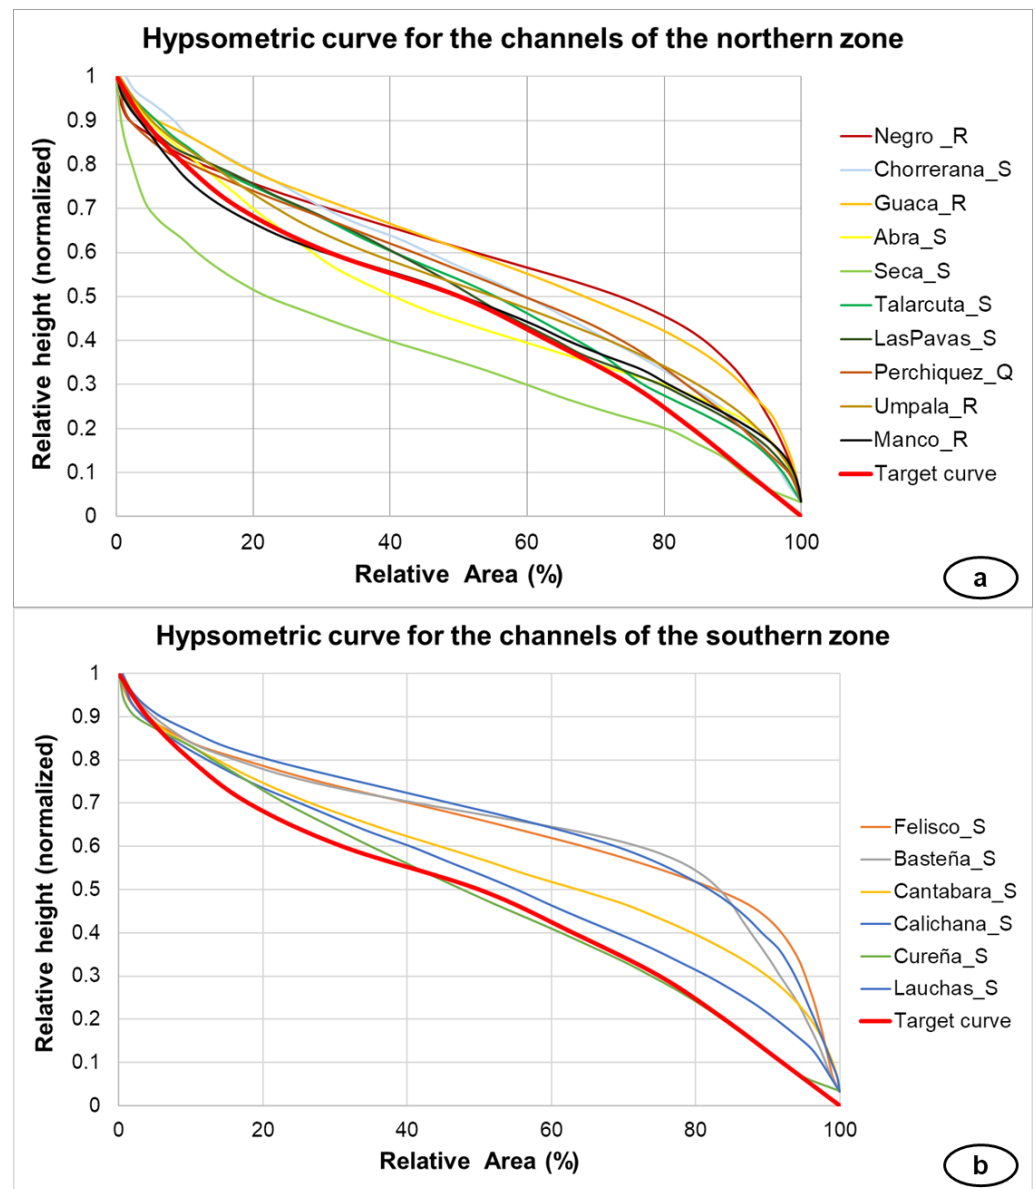 Hypsometric curve for the channels of the northern zone
Relative height (normalized)
1
0.9
0.8
0.7
0.6
0.5
0.4
0.3
0.2
0.1
0
0 20 40 60 80 100
Relative Area (%)
Negro _R
Chorrerana_S
Guaca_R
Abra_S
Seca_S
Talarcuta_S
LasPavas_S
Perchiquez_Q
Umpala_R
Manco_R
Target curve
a
Hypsometric curve for the channels of the southern zone
Relative height (normalized)
1
0.9
0.8
0.7
0.6
0.5
0.4
0.3
0.2
0.1
0
0 20 40 60 80 100
Relative Area (%)
Felisco_S
Basteña_S
Cantabara_S
Calichana_S
Cureña_S
Lauchas_S
Target curve
b